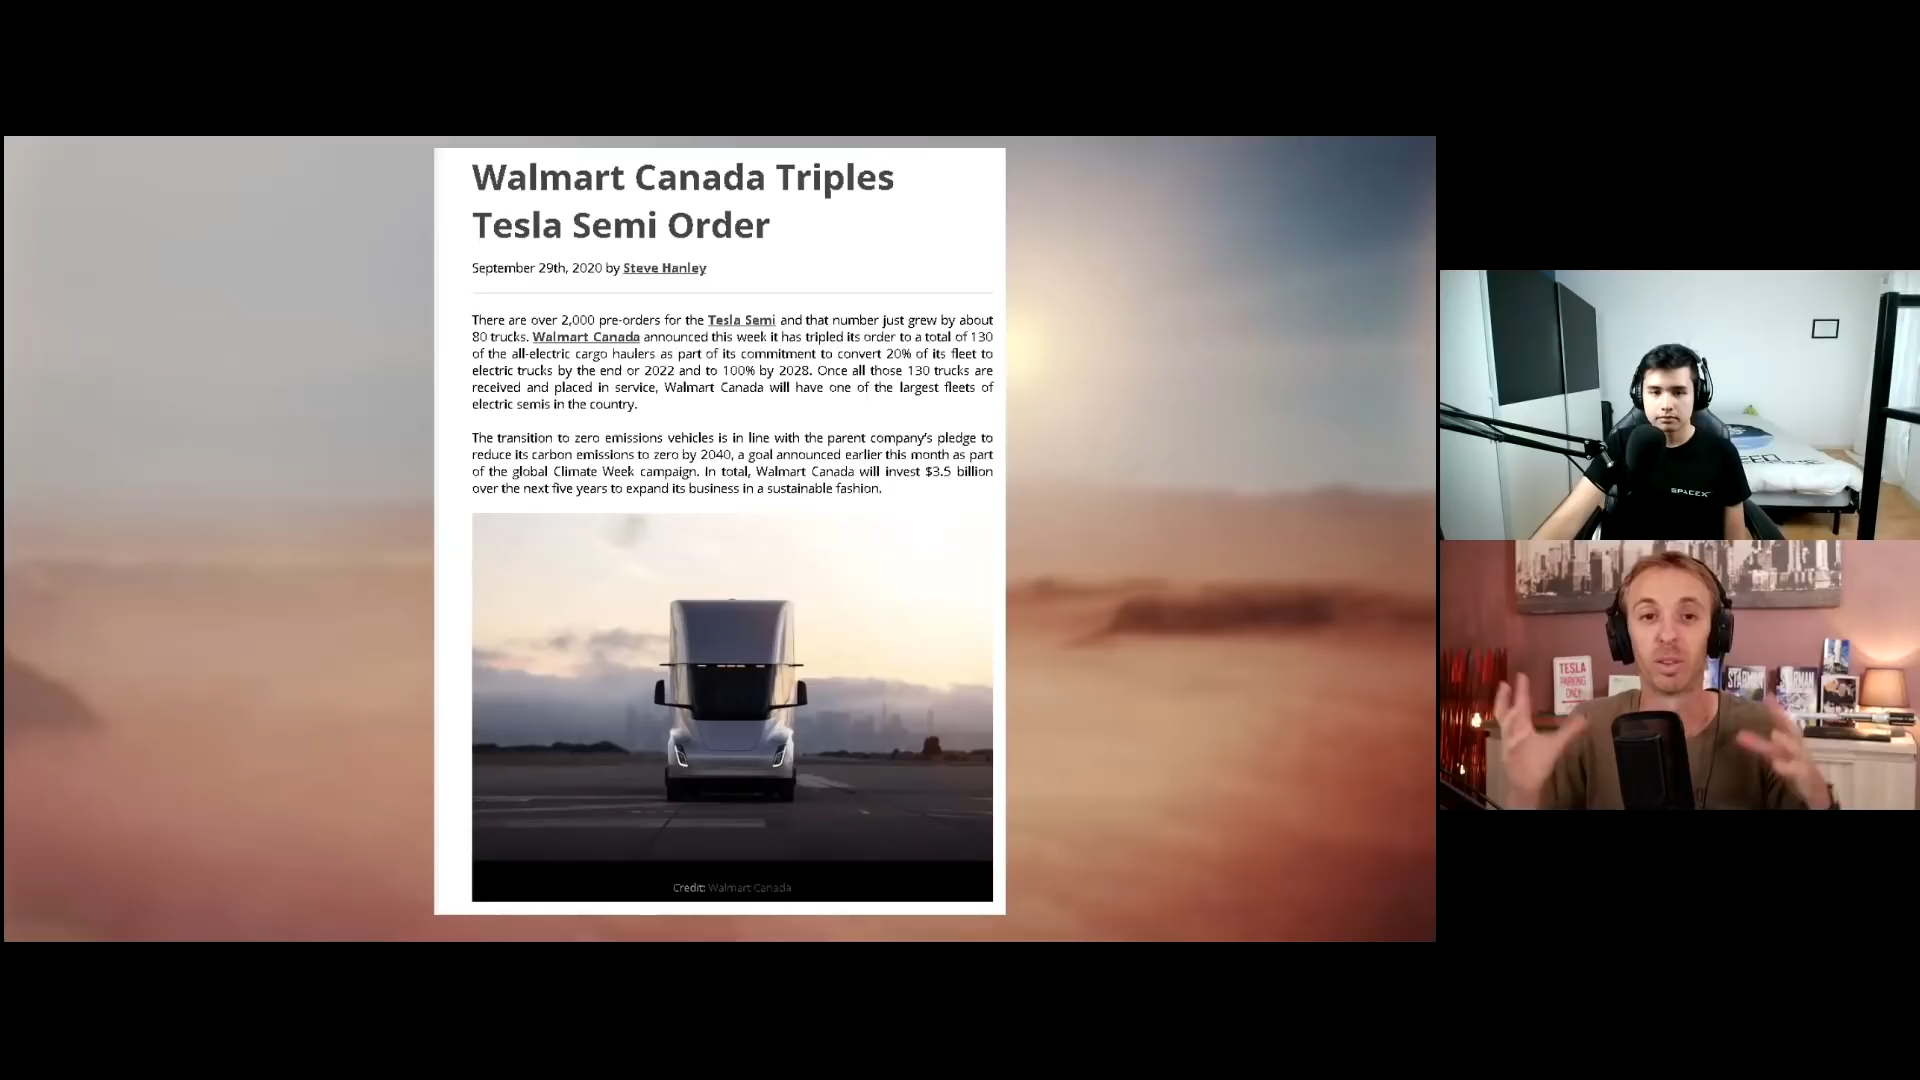 Walmart Canada Triples
Tesla Semi Order
September 29th, 2020 by Steve Hanley
There are over 2,000 pre-orders for the Tesla Semi and that number just grew by about
80 trucks. Walmart Canada announced this week it has tripled its order to a total of 130
of the all-electric cargo haulers as part of its commitment to convert 20% of its fleet to
electric trucks by the end or 2022 and to 100% by 2028. Once all those 130 trucks are
received and placed in service, Walmart Canada will have one of the largest fleets of
electric semis in the country.
The transition to zero emissions vehicles is in line with the parent company's pledge to
reduce its carbon emissions to zero by 2040, a goal announced earlier this month as part
of the global Climate Week campaign. In total, Walmart Canada will invest $3.5 billion
over the next five years to expand its business in a sustainable fashion.
Credit: Walmart Canada
SPACEX
TESLA
PARKING
ONLY
STARMAN